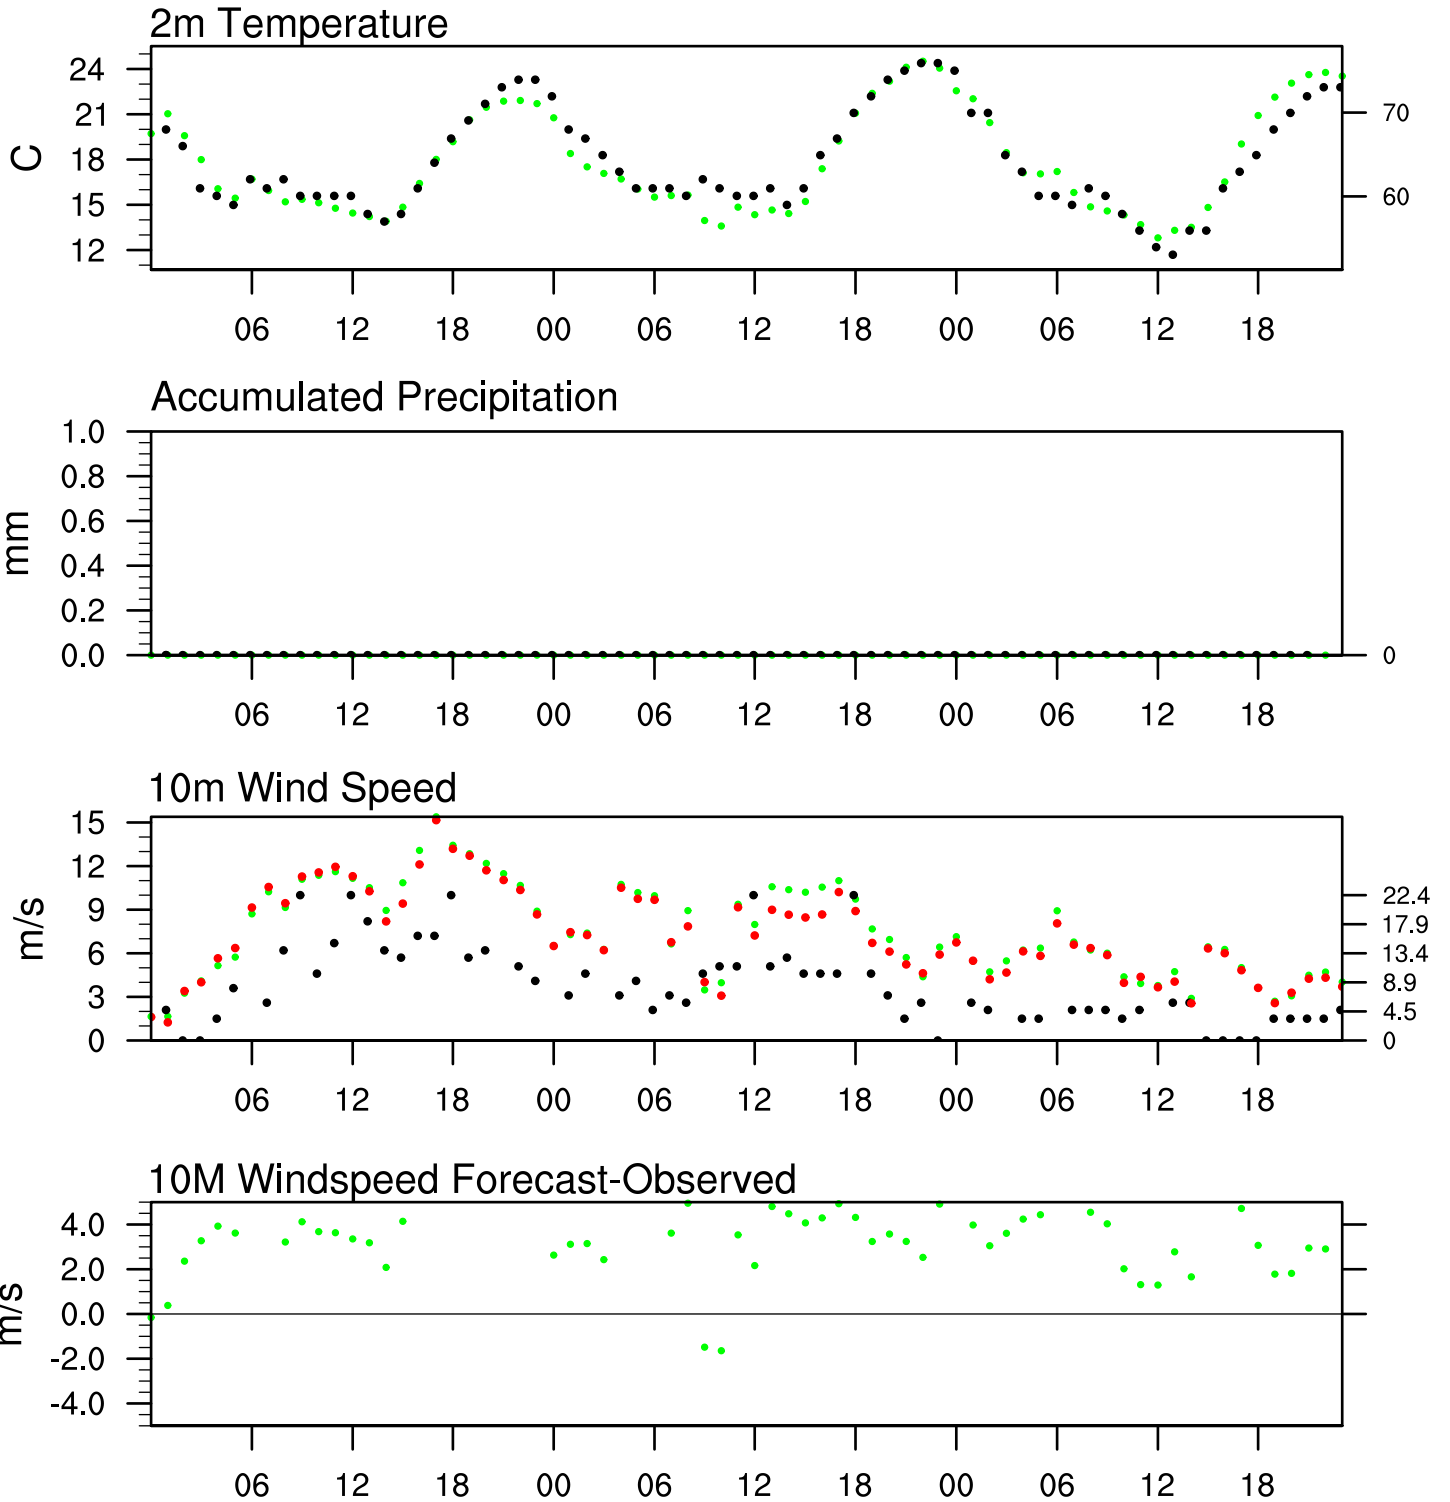 2m Temperature
24
21
18
15
12
C
70
60
06 12 18 00 06 12 18 00 06 12 18
Accumulated Precipitation
1.0
0.8
0.6
0.4
0.2
0.0
mm
0
06 12 18 00 06 12 18 00 06 12 18
10m Wind Speed
15
12
9
6
3
0
m/s
22.4
17.9
13.4
8.9
4.5
0
06 12 18 00 06 12 18 00 06 12 18
10M Windspeed Forecast-Observed
4.0
2.0
0.0
-2.0
-4.0
m/s
06 12 18 00 06 12 18 00 06 12 18